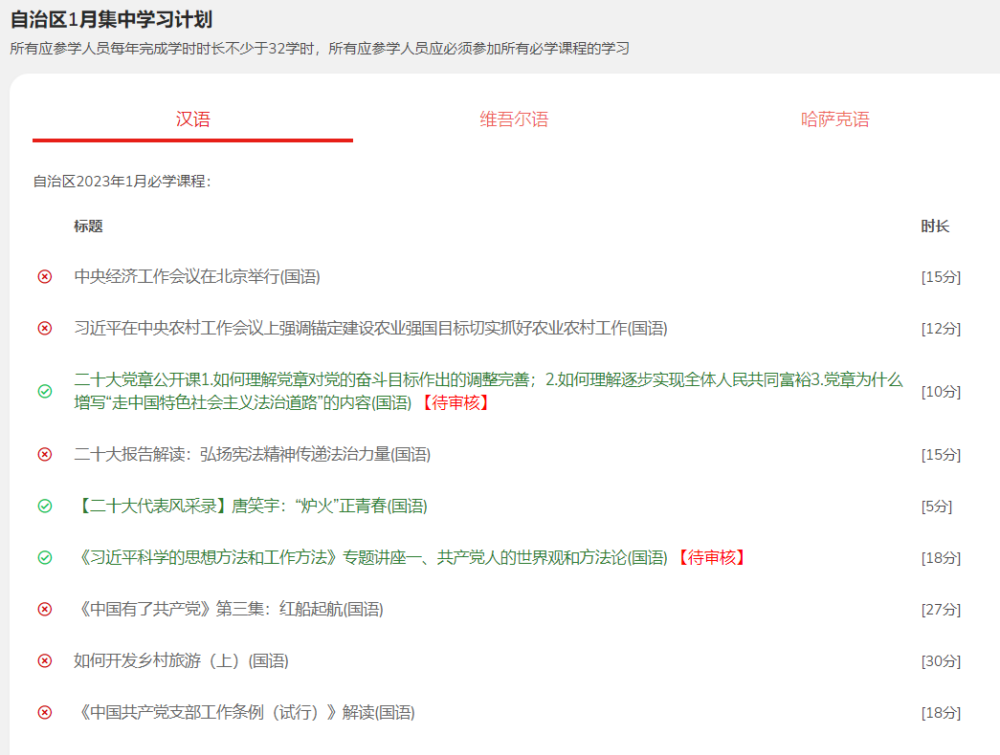 自治区1月集中学习计划
所有应参学人员每年完成学时时长不少于32学时，所有应参学人员应必须参加所有必学课程的学习
汉语 维吾尔语 哈萨克语
自治区2023年1月必学课程：
标题 时长
中央经济工作会议在北京举行(国语) [15分]
习近平在中央农村工作会议上强调锚定建设农业强国目标切实抓好农业农村工作(国语) [12分]
二十大党章公开课1.如何理解党章对党的奋斗目标作出的调整完善；2.如何理解逐步实现全体人民共同富裕3.党章为什么
增写“走中国特色社会主义法治道路”的内容(国语) 【待审核】 [10分]
二十大报告解读：弘扬宪法精神传递法治力量(国语) [15分]
【二十大代表风采录】唐笑宇：“炉火”正青春(国语) [5分]
《习近平科学的思想方法和工作方法》专题讲座一、共产党人的世界观和方法论(国语) 【待审核】 [18分]
《中国有了共产党》第三集：红船起航(国语) [27分]
如何开发乡村旅游（上）(国语) [30分]
《中国共产党支部工作条例（试行）》解读(国语) [18分]